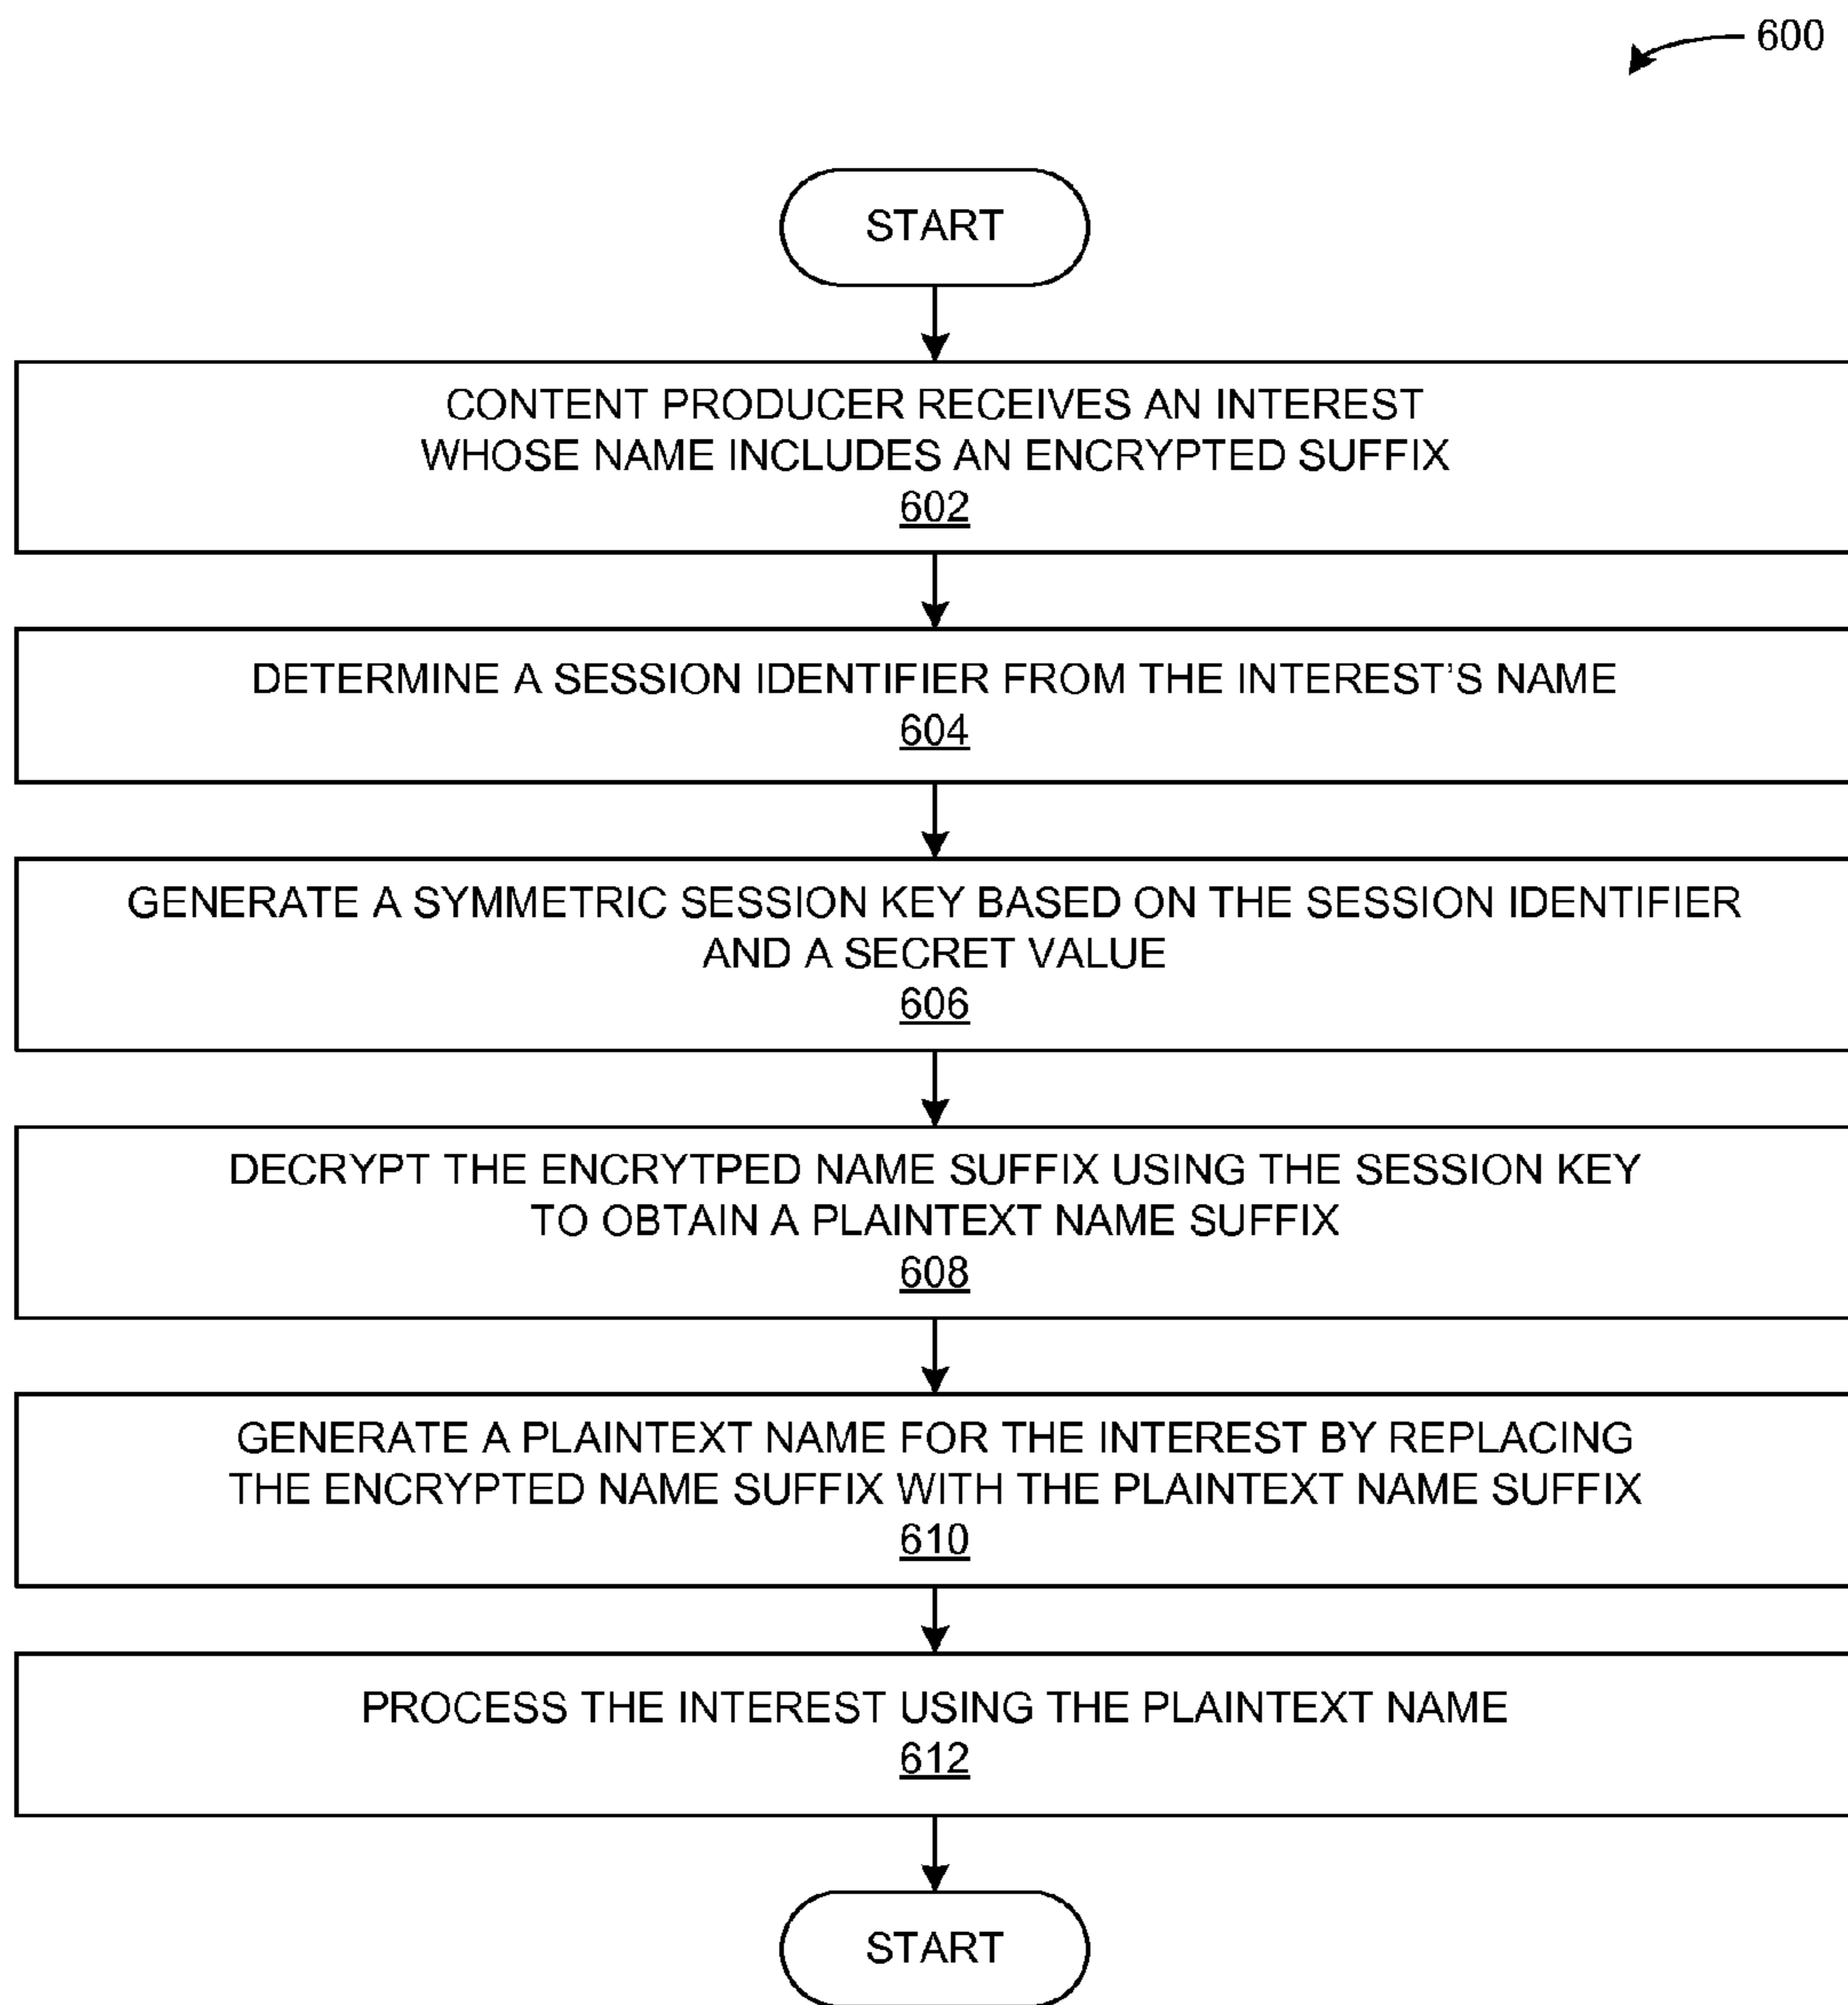 600
START
CONTENT PRODUCER RECEIVES AN INTEREST
WHOSE NAME INCLUDES AN ENCRYPTED SUFFIX
602
DETERMINE A SESSION IDENTIFIER FROM THE INTEREST'S NAME
604
GENERATE A SYMMETRIC SESSION KEY BASED ON THE SESSION IDENTIFIER
AND A SECRET VALUE
606
DECRYPT THE ENCRYTPED NAME SUFFIX USING THE SESSION KEY
TO OBTAIN A PLAINTEXT NAME SUFFIX
608
GENERATE A PLAINTEXT NAME FOR THE INTEREST BY REPLACING
THE ENCRYPTED NAME SUFFIX WITH THE PLAINTEXT NAME SUFFIX
610
PROCESS THE INTEREST USING THE PLAINTEXT NAME
612
START